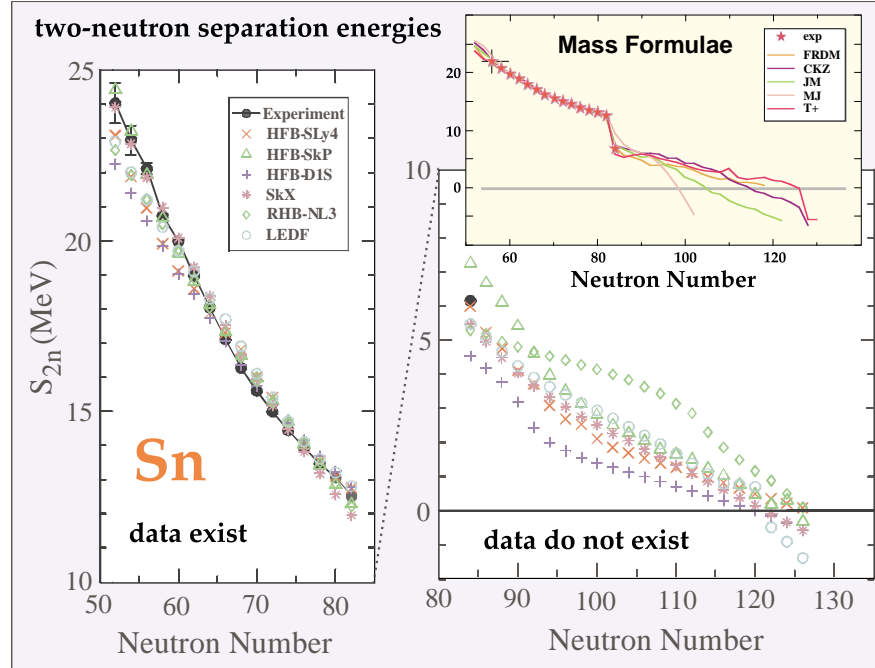 two-neutron separation energies
25
20
15
10
S2n (MeV)
50
60
70
80
Neutron Number
Experiment
HFB-SLy4
HFB-SkP
HFB-D1S
SkX
RHB-NL3
LEDF
Sn
data exist
Mass Formulae
exp
FRDM
CKZ
JM
MJ
T+
20
10
0
60
80
100
120
Neutron Number
10
5
0
data do not exist
80
90
100
110
120
130
Neutron Number